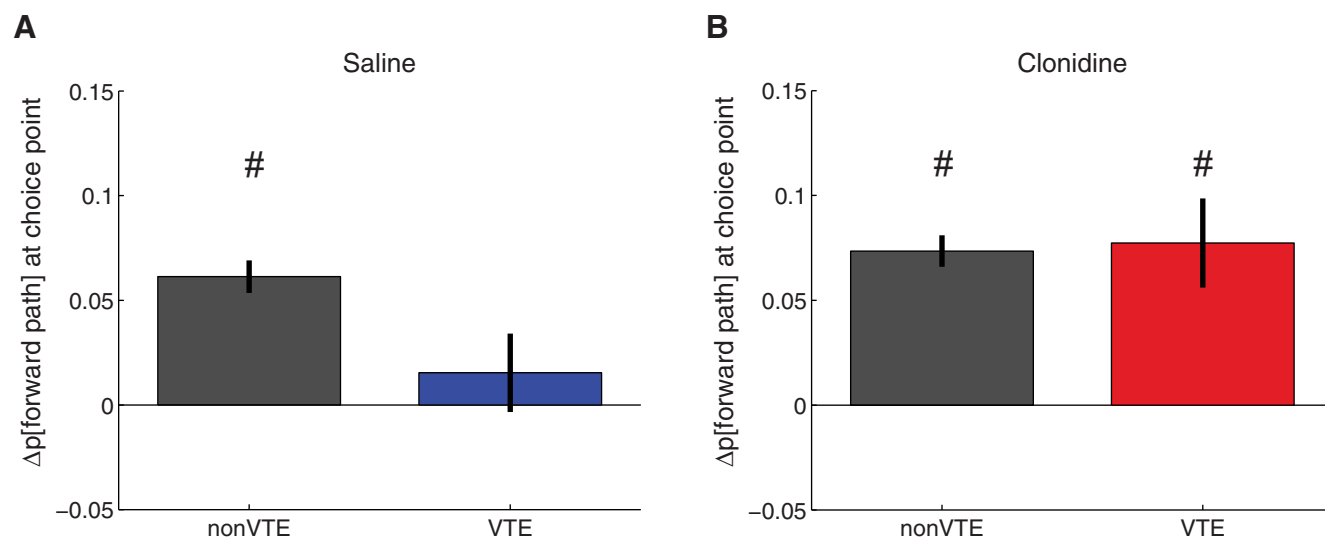 A
Saline
Δp[forward path] at choice point
0.15
0.1
0.05
0
−0.05
#
nonVTE VTE
B
Clonidine
Δp[forward path] at choice point
0.15
0.1
0.05
0
−0.05
# #
nonVTE VTE